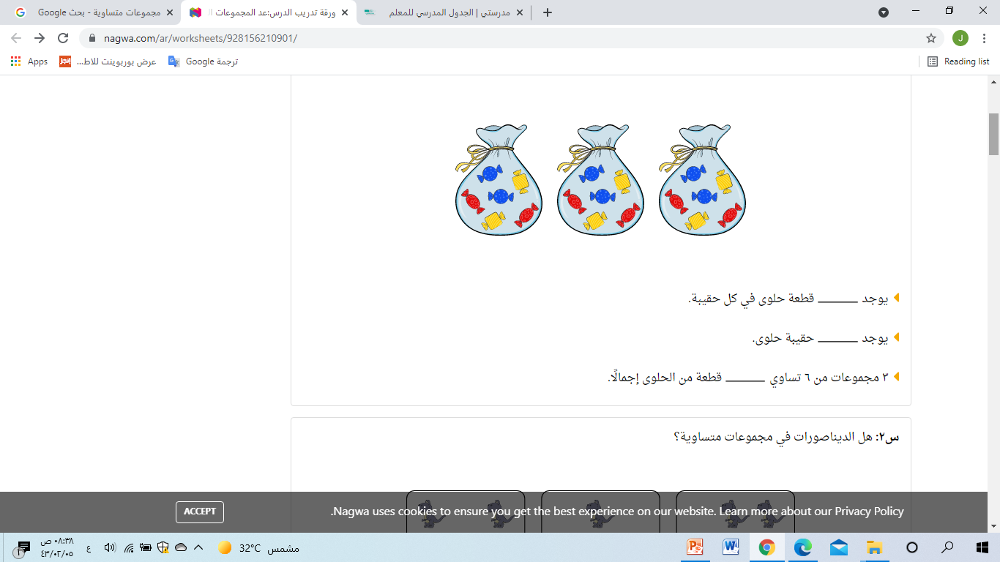 مجموعات متساوية - بحث Google
ورقة تدريب الدرس:عد المجموعات ال
مدرستي | الجدول المدرسي للمعلم
nagwa.com/ar/worksheets/928156210901/
J
Apps
عرض بوربوينت للاط...
ترجمة Google
Reading list
يوجد ______ قطعة حلوى في كل حقيبة.
يوجد ______ حقيبة حلوى.
٣ مجموعات من ٦ تساوي ______ قطعة من الحلوى إجمالًا.
س٢: هل الديناصورات في مجموعات متساوية؟
ACCEPT
Nagwa uses cookies to ensure you get the best experience on our website. Learn more about our Privacy Policy.
٠٨:٣٨ ص
٤٣/٠٢/٠٥
ع
32°C مشمس